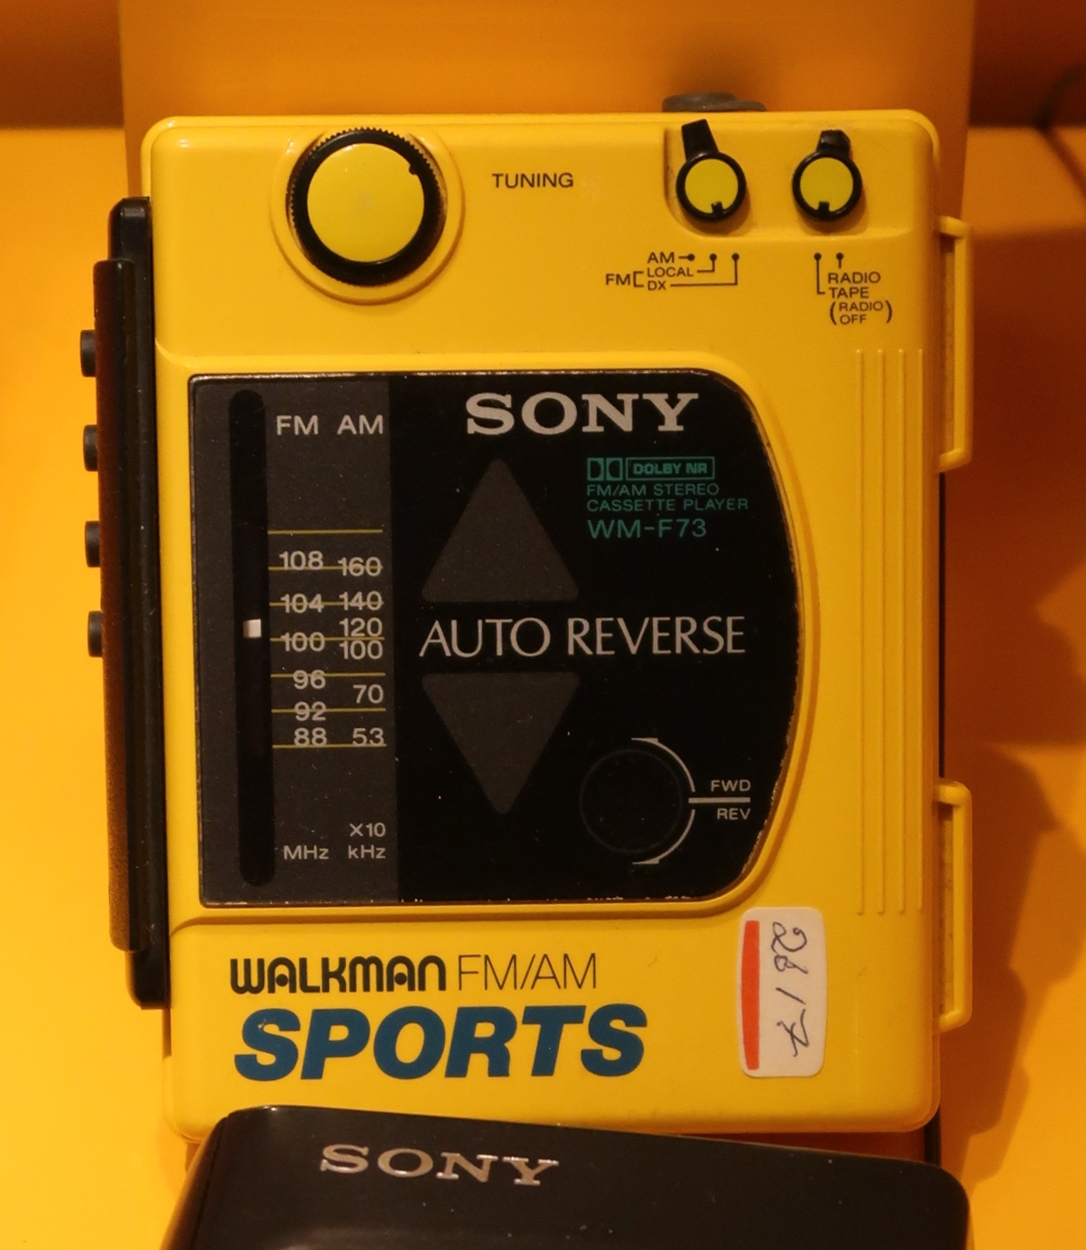 TUNING
AM
FM LOCAL
DX
RADIO
TAPE
(RADIO
OFF)
SONY
FM AM
DOLBY NR
FM/AM STEREO
CASSETTE PLAYER
WM-F73
108 160
104 140
120
100 100
96 70
92
88 53
AUTO REVERSE
FWD
REV
X10
MHz kHz
WALKMAN FM/AM
SPORTS
2817
SONY